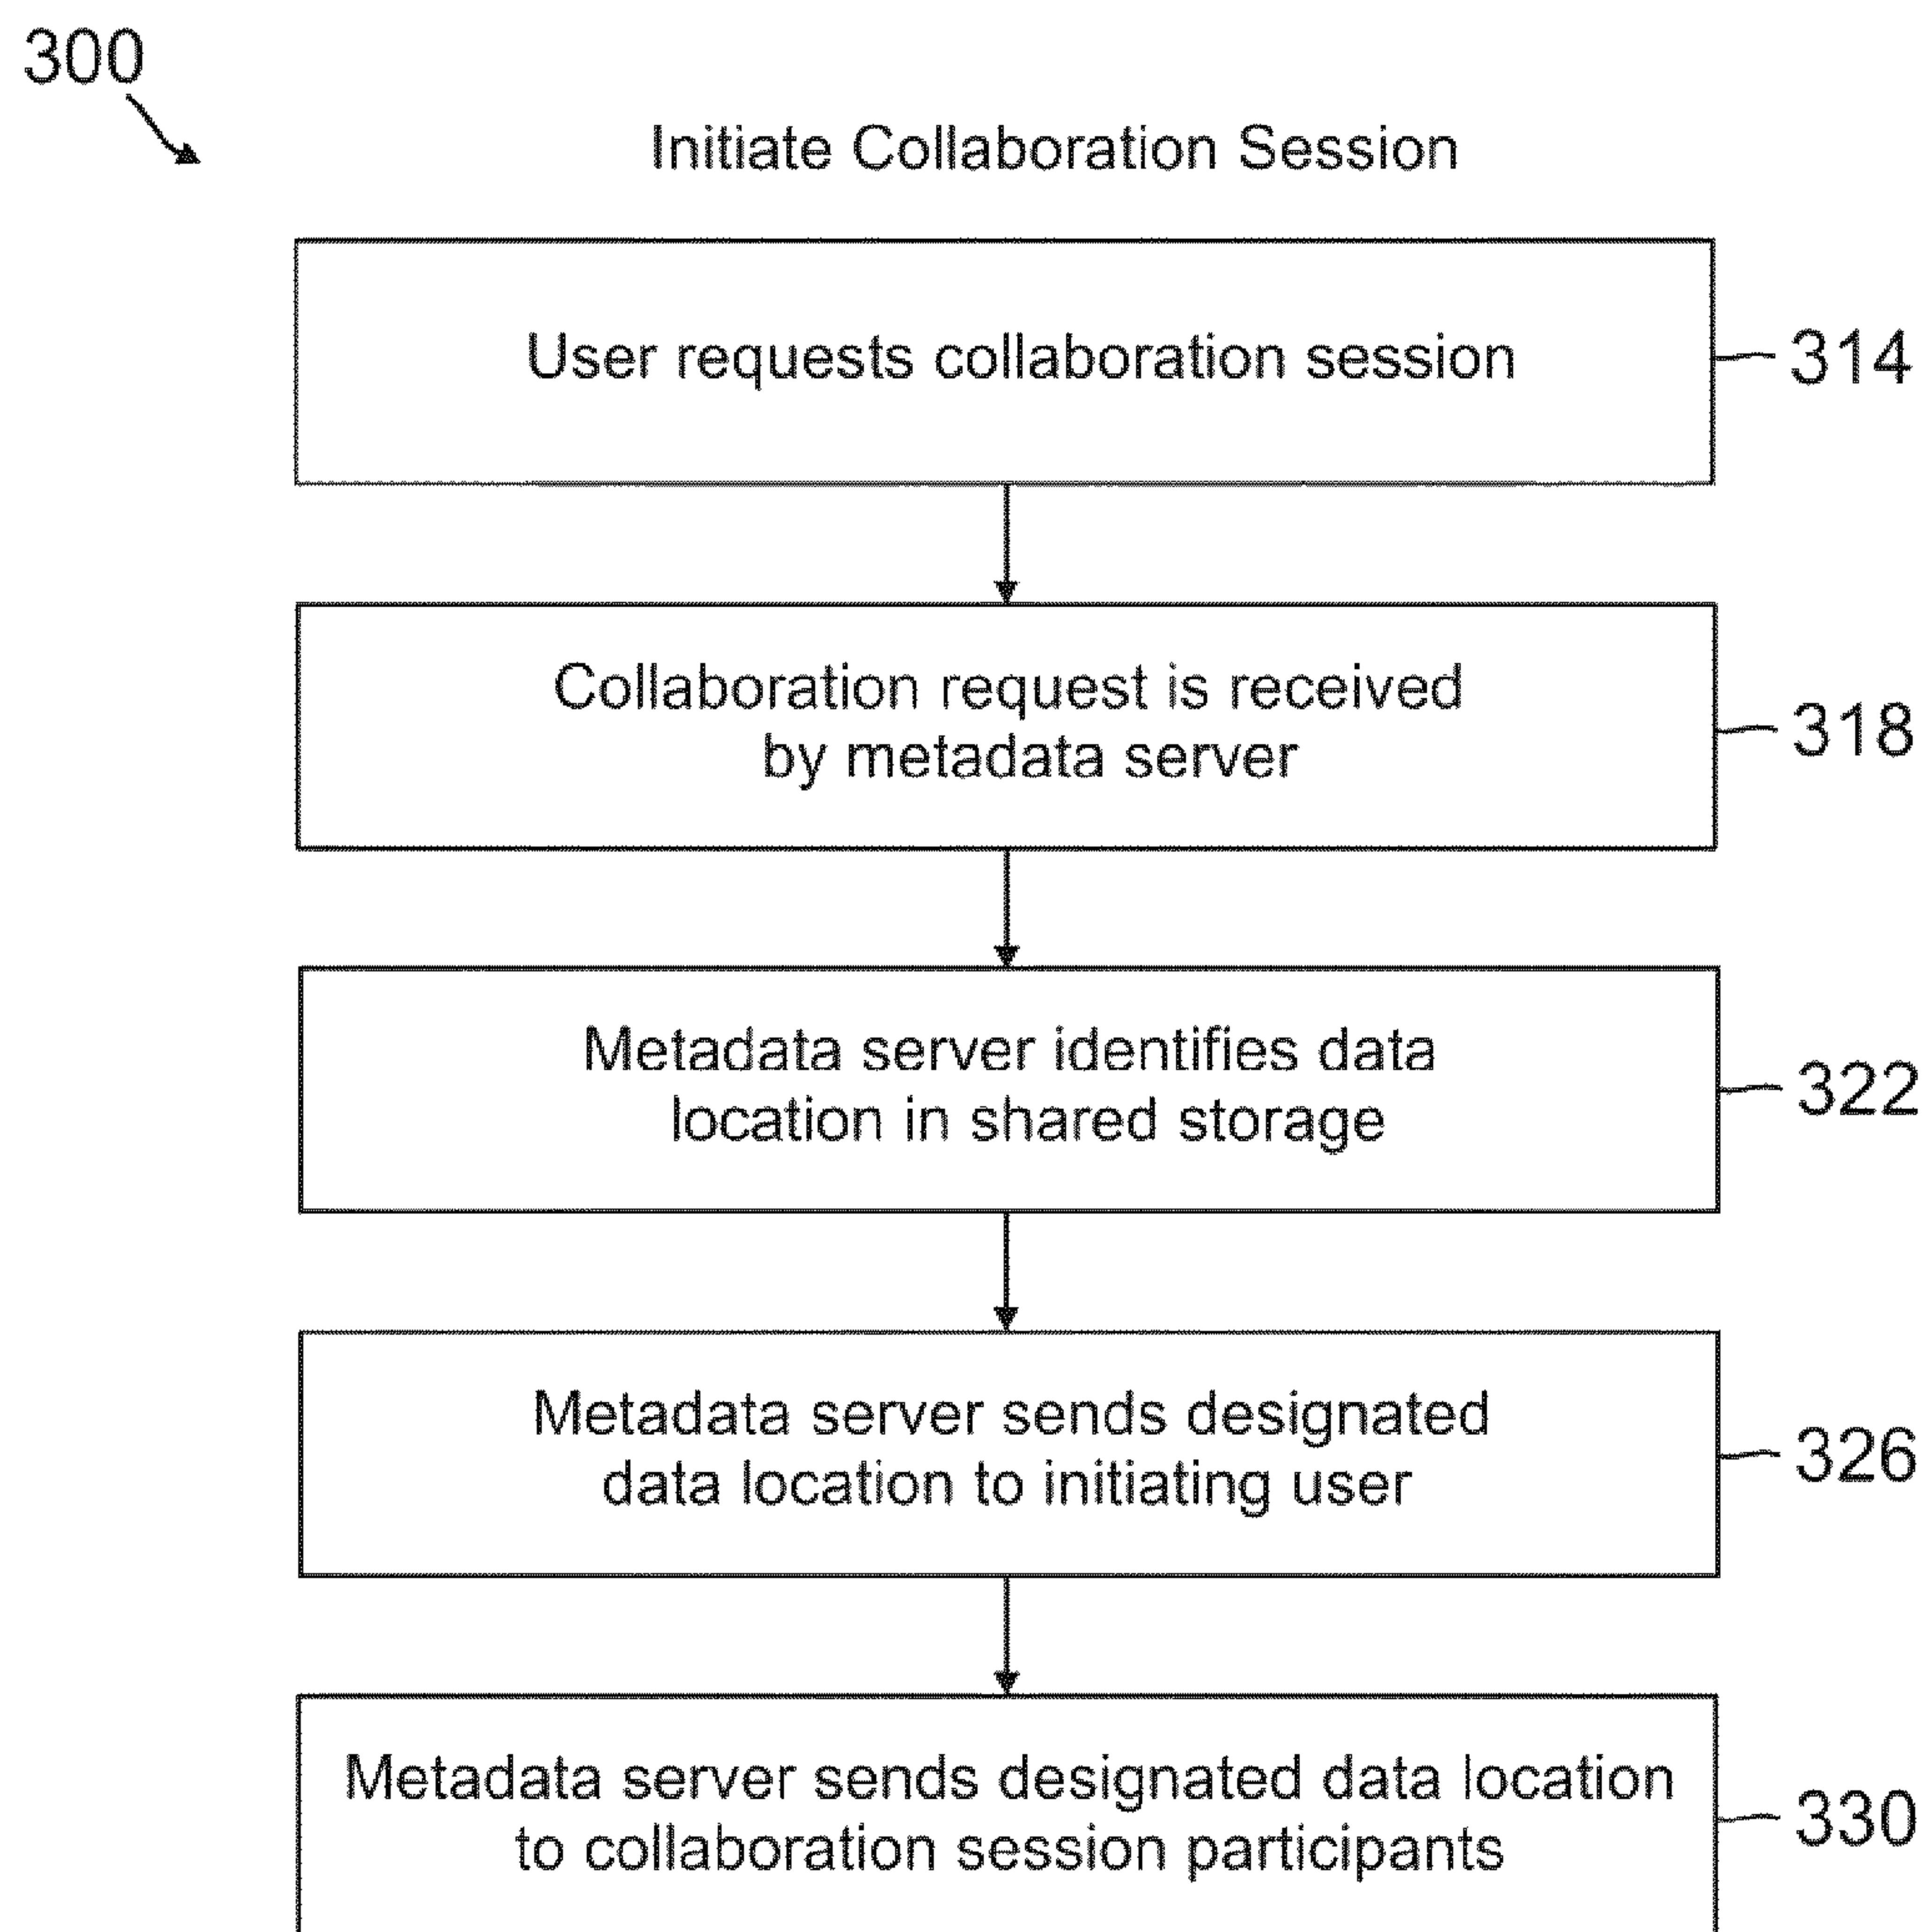 300
Initiate Collaboration Session
User requests collaboration session
314
Collaboration request is received
by metadata server
318
Metadata server identifies data
location in shared storage
322
Metadata server sends designated
data location to initiating user
326
Metadata server sends designated data location
to collaboration session participants
330